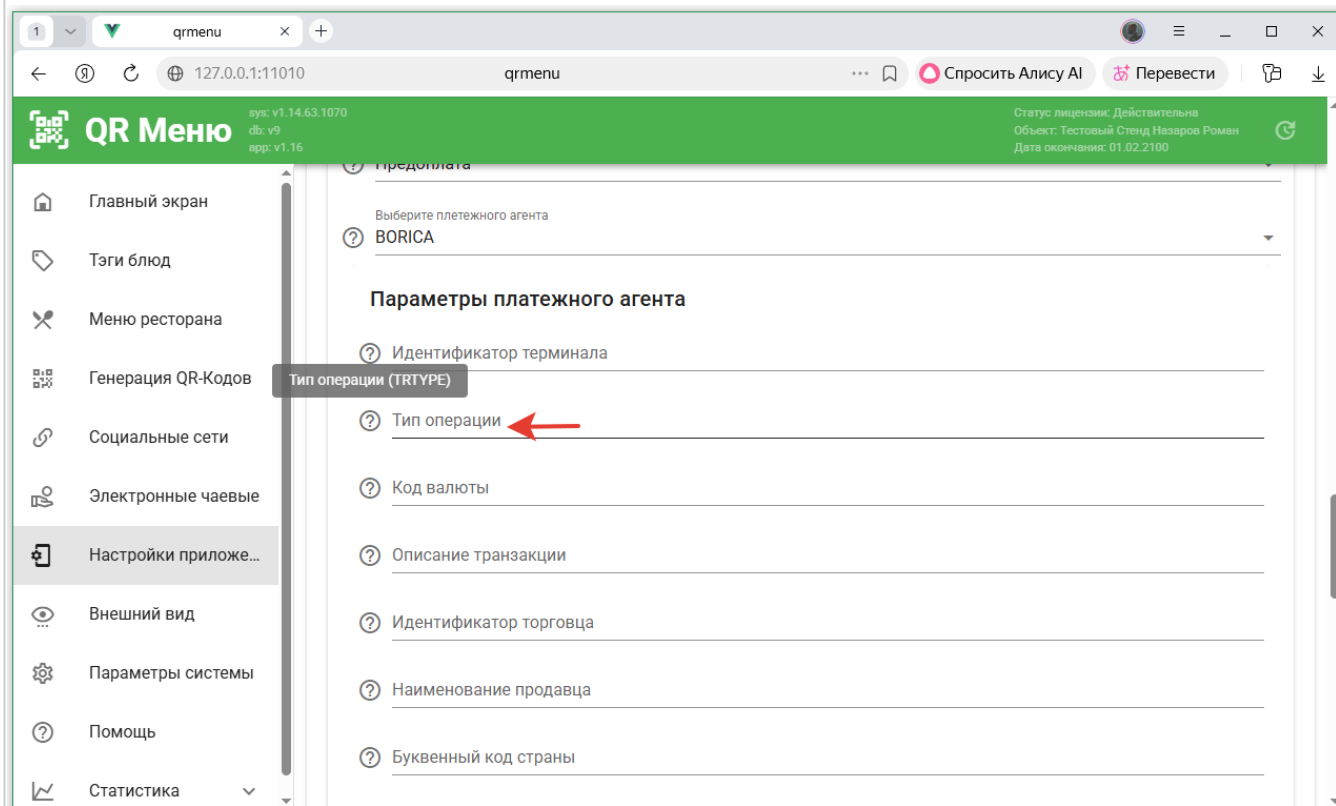 1
qrmenu
127.0.0.1:11010
qrmenu
Спросить Алису AI
Перевести
QR Меню
sys: v1.14.63.1070
db: v9
app: v1.16
Статус лицензии: Действительна
Объект: Тестовый Стенд Назаров Роман
Дата окончания: 01.02.2100
Главный экран
Тэги блюд
Меню ресторана
Генерация QR-Кодов
Социальные сети
Электронные чаевые
Настройки приложе...
Внешний вид
Параметры системы
Помощь
Статистика
Предоплата
Выберите плетежного агента
BORICA
Параметры платежного агента
Идентификатор терминала
Тип операции (TRTYPE)
Тип операции
Код валюты
Описание транзакции
Идентификатор торговца
Наименование продавца
Буквенный код страны